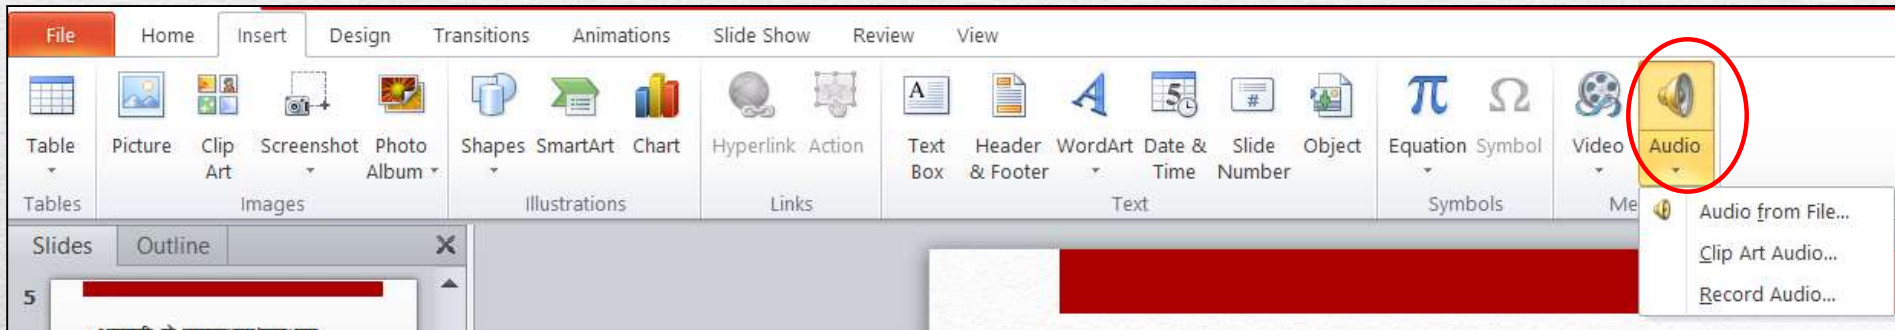 File Home Insert Design Transitions Animations Slide Show Review View
Table Picture Clip Art Screenshot Photo Album Shapes SmartArt Chart Hyperlink Action Text Box Header & Footer WordArt Date & Time Slide Number Object Equation Symbol Video Audio
Tables Images Illustrations Links Text Symbols Me
Audio from File...
Clip Art Audio...
Record Audio...
Slides Outline
5